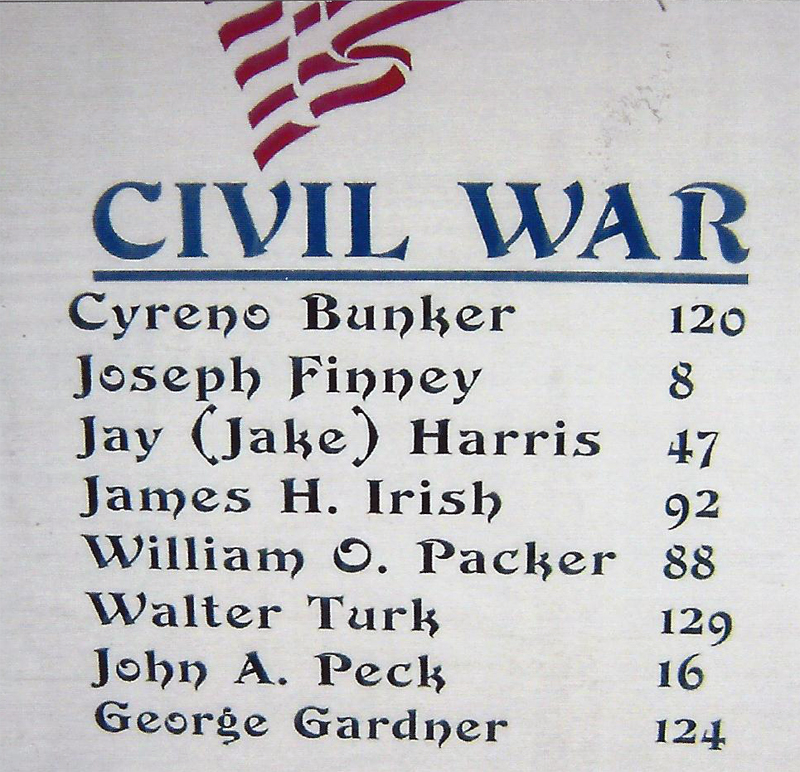 CIVIL WAR
Cyreno Bunker 120
Joseph Finney 8
Jay (Jake) Harris 47
James H. Irish 92
William O. Packer 88
Walter Turk 129
John A. Peck 16
George Gardner 124